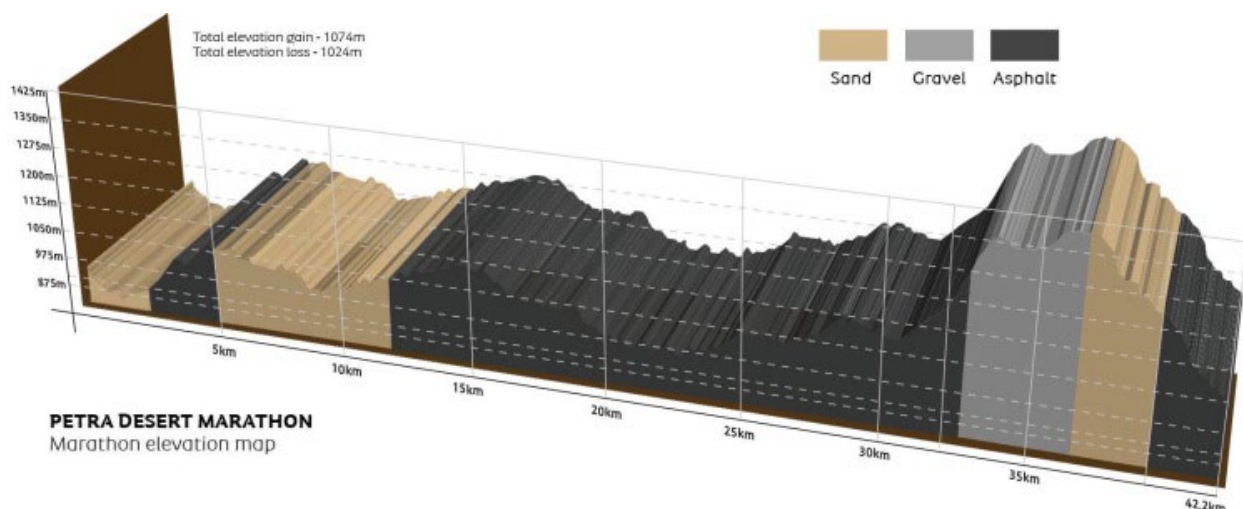 Total elevation gain - 1074m
Total elevation loss - 1024m
Sand
Gravel
Asphalt
1425m
1350m
1275m
1200m
1125m
1050m
975m
875m
5km
10km
15km
20km
25km
30km
35km
42.2km
PETRA DESERT MARATHON
Marathon elevation map